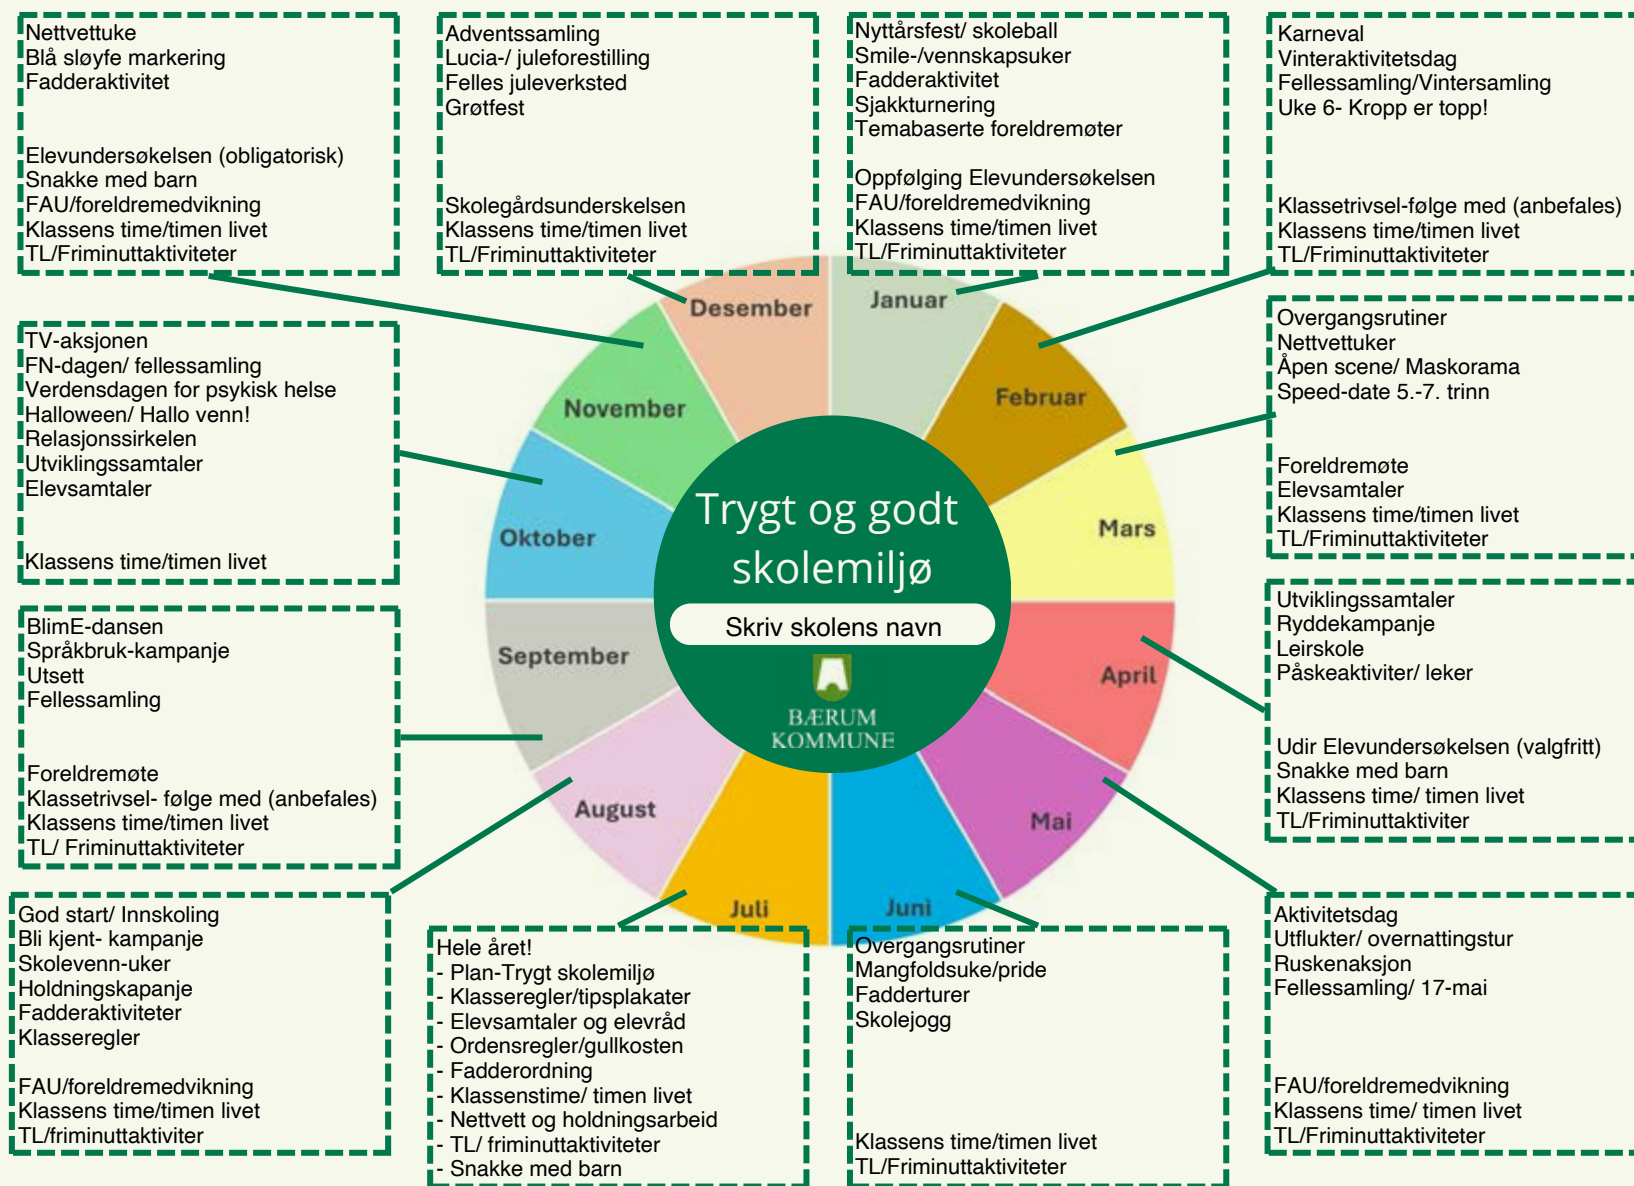 Nettvettuke
Blå sløyfe markering
Fadderaktivitet
Elevundersøkelsen (obligatorisk)
Snakke med barn
FAU/foreldremedvikning
Klassens time/timen livet
TL/Friminuttaktiviteter
Adventssamling
Lucia-/ juleforestilling
Felles juleverksted
Grøtfest
Skolegårdsunderskelsen
Klassens time/timen livet
TL/Friminuttaktiviteter
Nyttårsfest/ skoleball
Smile-/vennskapsuker
Fadderaktivitet
Sjakkturnering
Temabaserte foreldremøter
Oppfølging Elevundersøkelsen
FAU/foreldremedvikning
Klassens time/timen livet
TL/Friminuttaktiviteter
Karneval
Vinteraktivitetsdag
Fellessamling/Vintersamling
Uke 6- Kropp er topp!
Klassetrivsel-følge med (anbefales)
Klassens time/timen livet
TL/Friminuttaktiviteter
TV-aksjonen
FN-dagen/ fellessamling
Verdensdagen for psykisk helse
Halloween/ Hallo venn!
Relasjonssirkelen
Utviklingssamtaler
Elevsamtaler
Klassens time/timen livet
Desember
Januar
November
Februar
Oktober
Mars
September
April
August
Mai
Juli
Juni
Trygt og godt
skolemiljø
Skriv skolens navn
BÆRUM
KOMMUNE
Overgangsrutiner
Nettvettuker
Åpen scene/ Maskorama
Speed-date 5.-7. trinn
Foreldremøte
Elevsamtaler
Klassens time/timen livet
TL/Friminuttaktiviteter
BlimE-dansen
Språkbruk-kampanje
Utsett
Fellessamling
Foreldremøte
Klassetrivsel- følge med (anbefales)
Klassens time/timen livet
TL/ Friminuttaktiviteter
Utviklingssamtaler
Ryddekampanje
Leirskole
Påskeaktiviter/ leker
Udir Elevundersøkelsen (valgfritt)
Snakke med barn
Klassens time/ timen livet
TL/Friminuttaktiviter
God start/ Innskoling
Bli kjent- kampanje
Skolevenn-uker
Holdningskapanje
Fadderaktiviteter
Klasseregler
FAU/foreldremedvikning
Klassens time/timen livet
TL/friminuttaktiviter
Hele året!
- Plan-Trygt skolemiljø
- Klasseregler/tipsplakater
- Elevsamtaler og elevråd
- Ordensregler/gullkosten
- Fadderordning
- Klassenstime/ timen livet
- Nettvett og holdningsarbeid
- TL/ friminuttaktiviteter
- Snakke med barn
Overgangsrutiner
Mangfoldsuke/pride
Fadderturer
Skolejogg
Klassens time/timen livet
TL/Friminuttaktiviteter
Aktivitetsdag
Utflukter/ overnattingstur
Ruskenaksjon
Fellessamling/ 17-mai
FAU/foreldremedvikning
Klassens time/ timen livet
TL/Friminuttaktiviteter